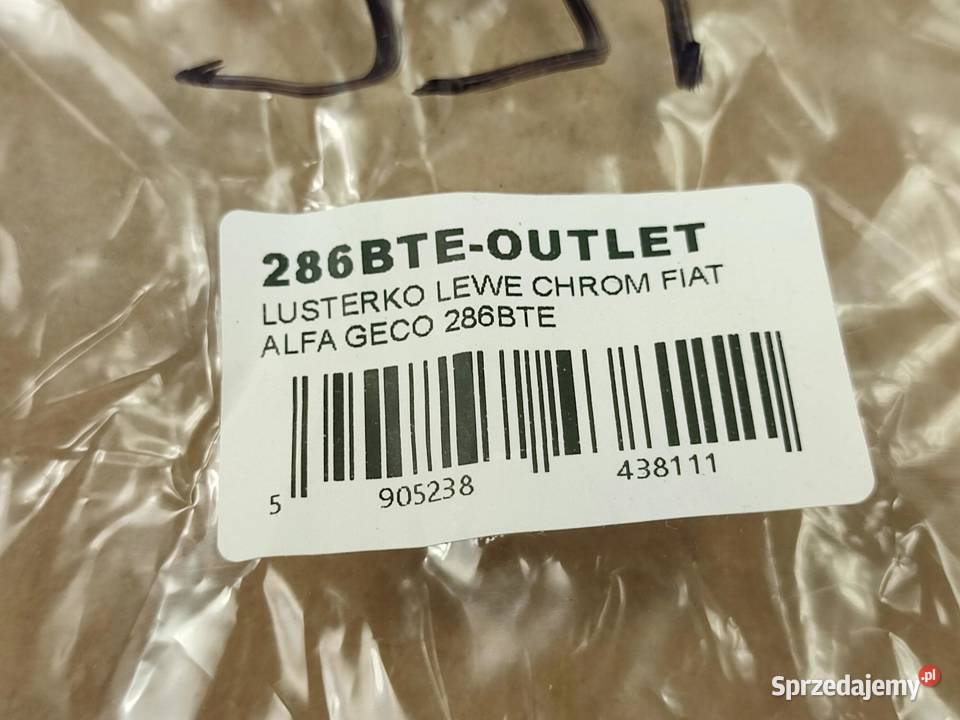 286BTE-OUTLET
LUSTERKO LEWE CHROM FIAT
ALFA GECO 286BTE
5 905238 438111
Sprzedajemy.pl